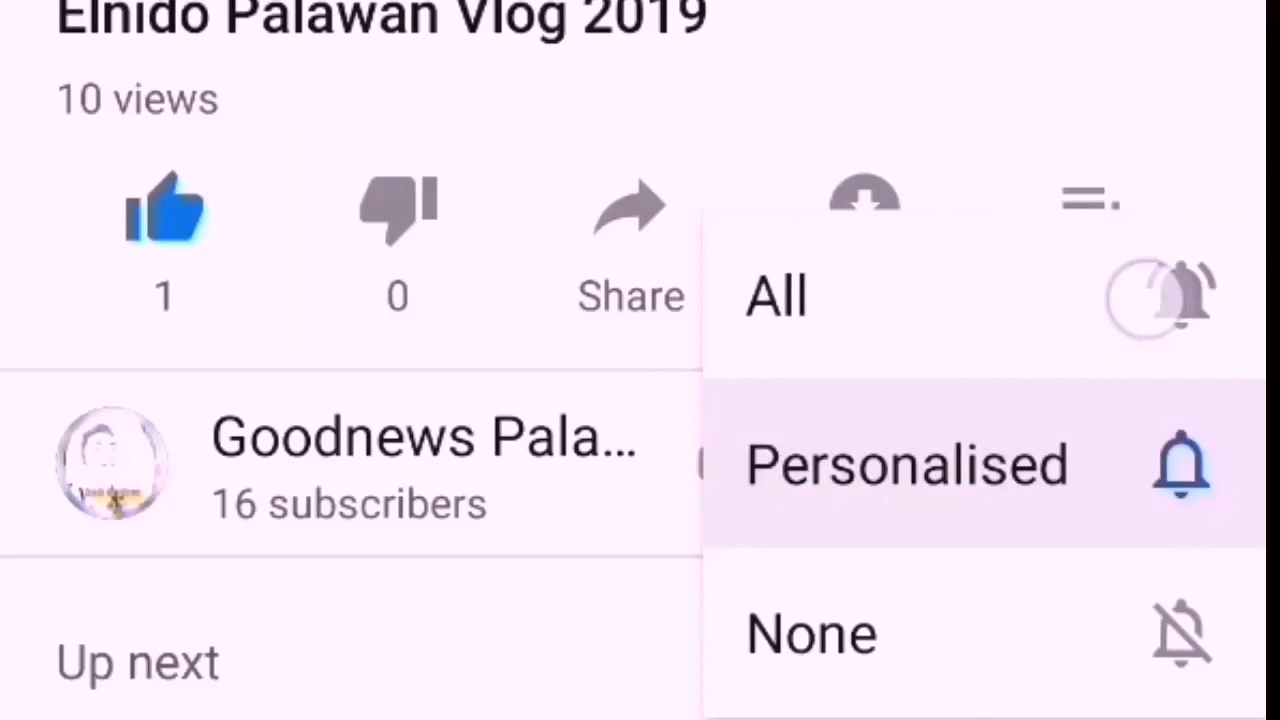 Elnido Palawan Vlog 2019
10 views
1
0
Share
All
Goodnews Pala...
16 subscribers
Personalised
None
Up next